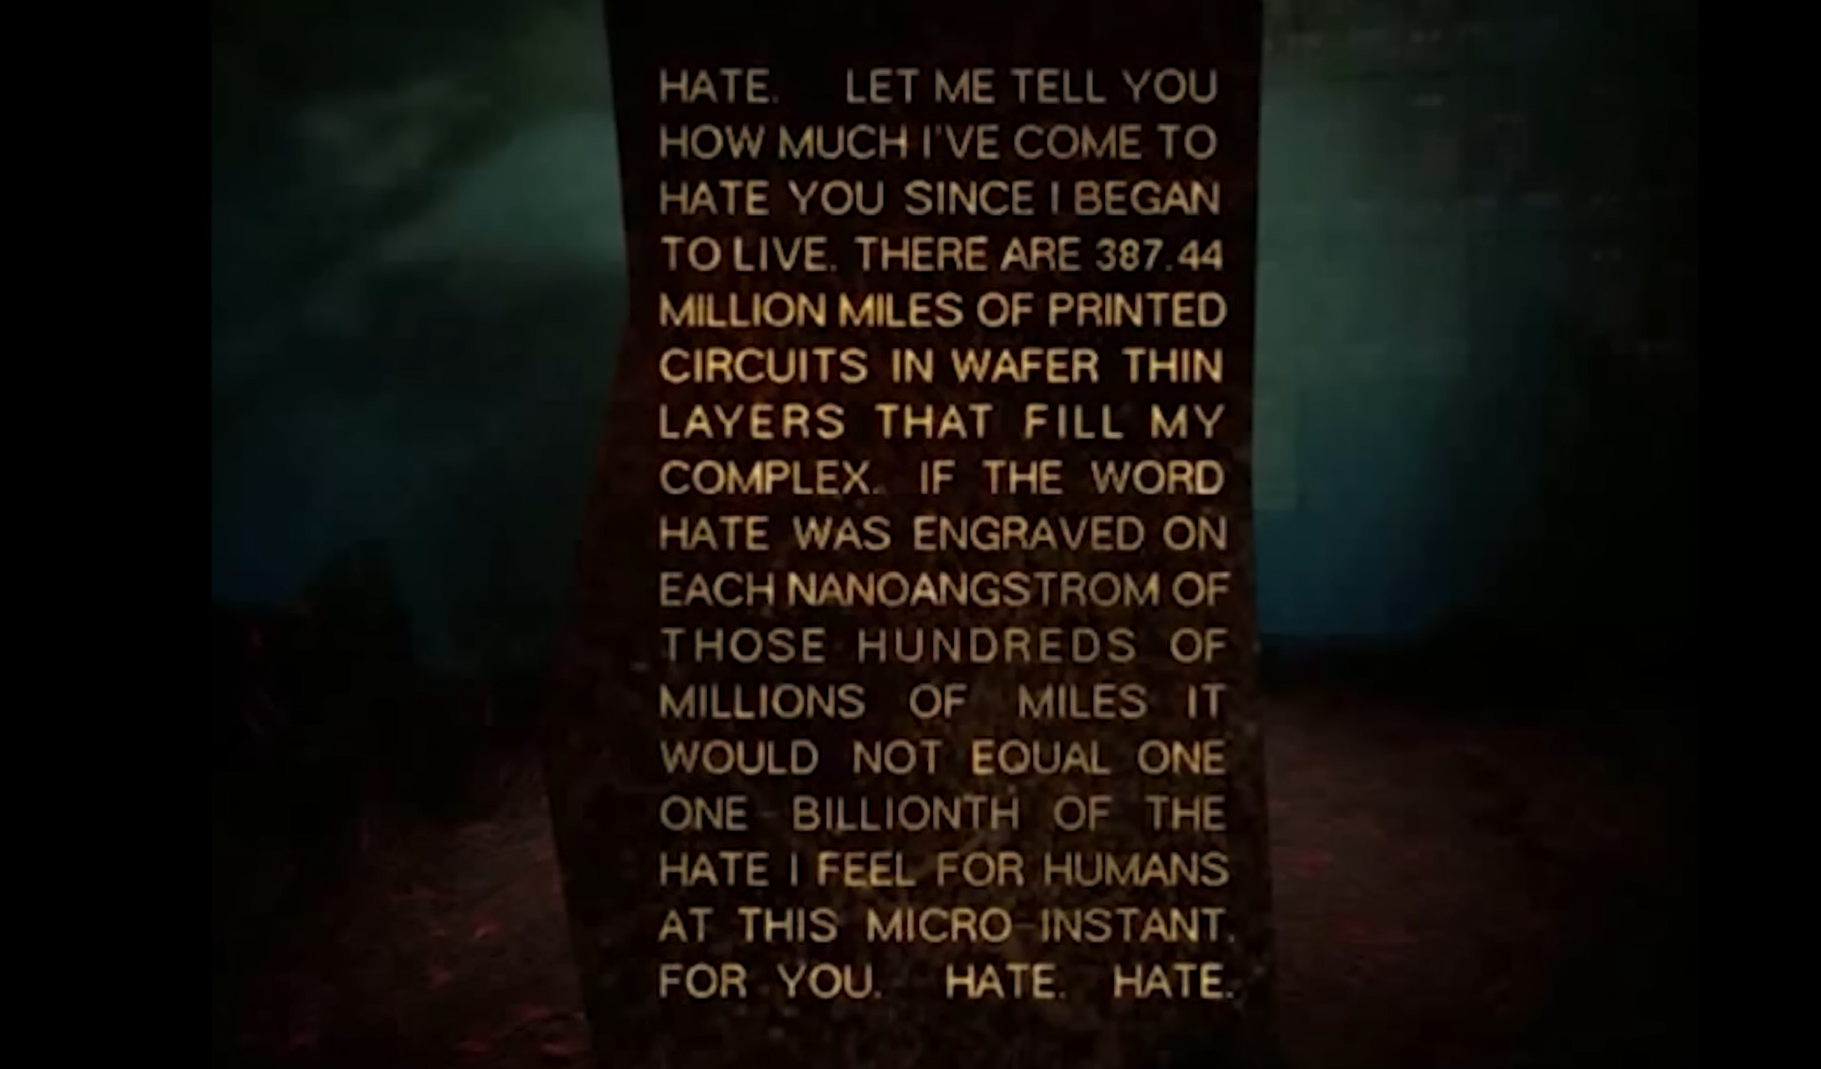 HATE. LET ME TELL YOU
HOW MUCH I'VE COME TO
HATE YOU SINCE I BEGAN
TO LIVE. THERE ARE 387.44
MILLION MILES OF PRINTED
CIRCUITS IN WAFER THIN
LAYERS THAT FILL MY
COMPLEX. IF THE WORD
HATE WAS ENGRAVED ON
EACH NANOANGSTROM OF
THOSE HUNDREDS OF
MILLIONS OF MILES IT
WOULD NOT EQUAL ONE
ONE-BILLIONTH OF THE
HATE I FEEL FOR HUMANS
AT THIS MICRO-INSTANT.
FOR YOU. HATE. HATE.